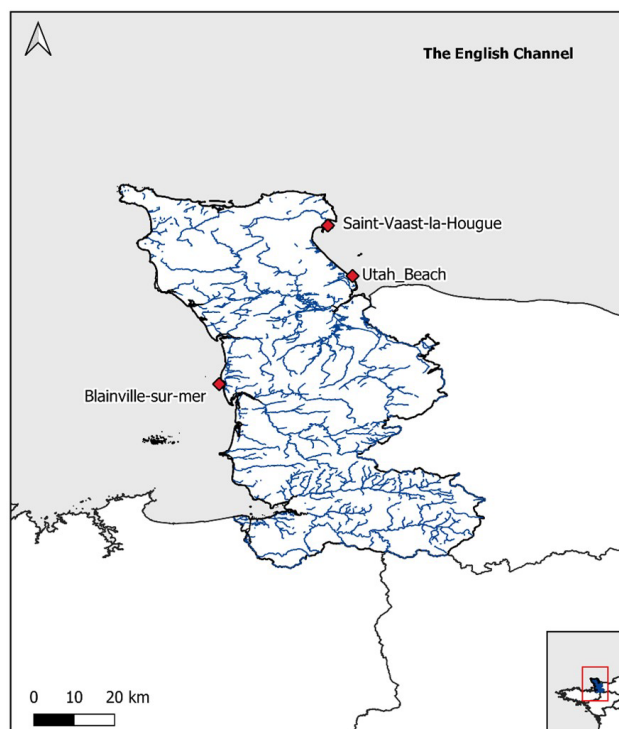 The English Channel
Saint-Vaast-la-Hougue
Utah_Beach
Blainville-sur-mer
0 10 20 km